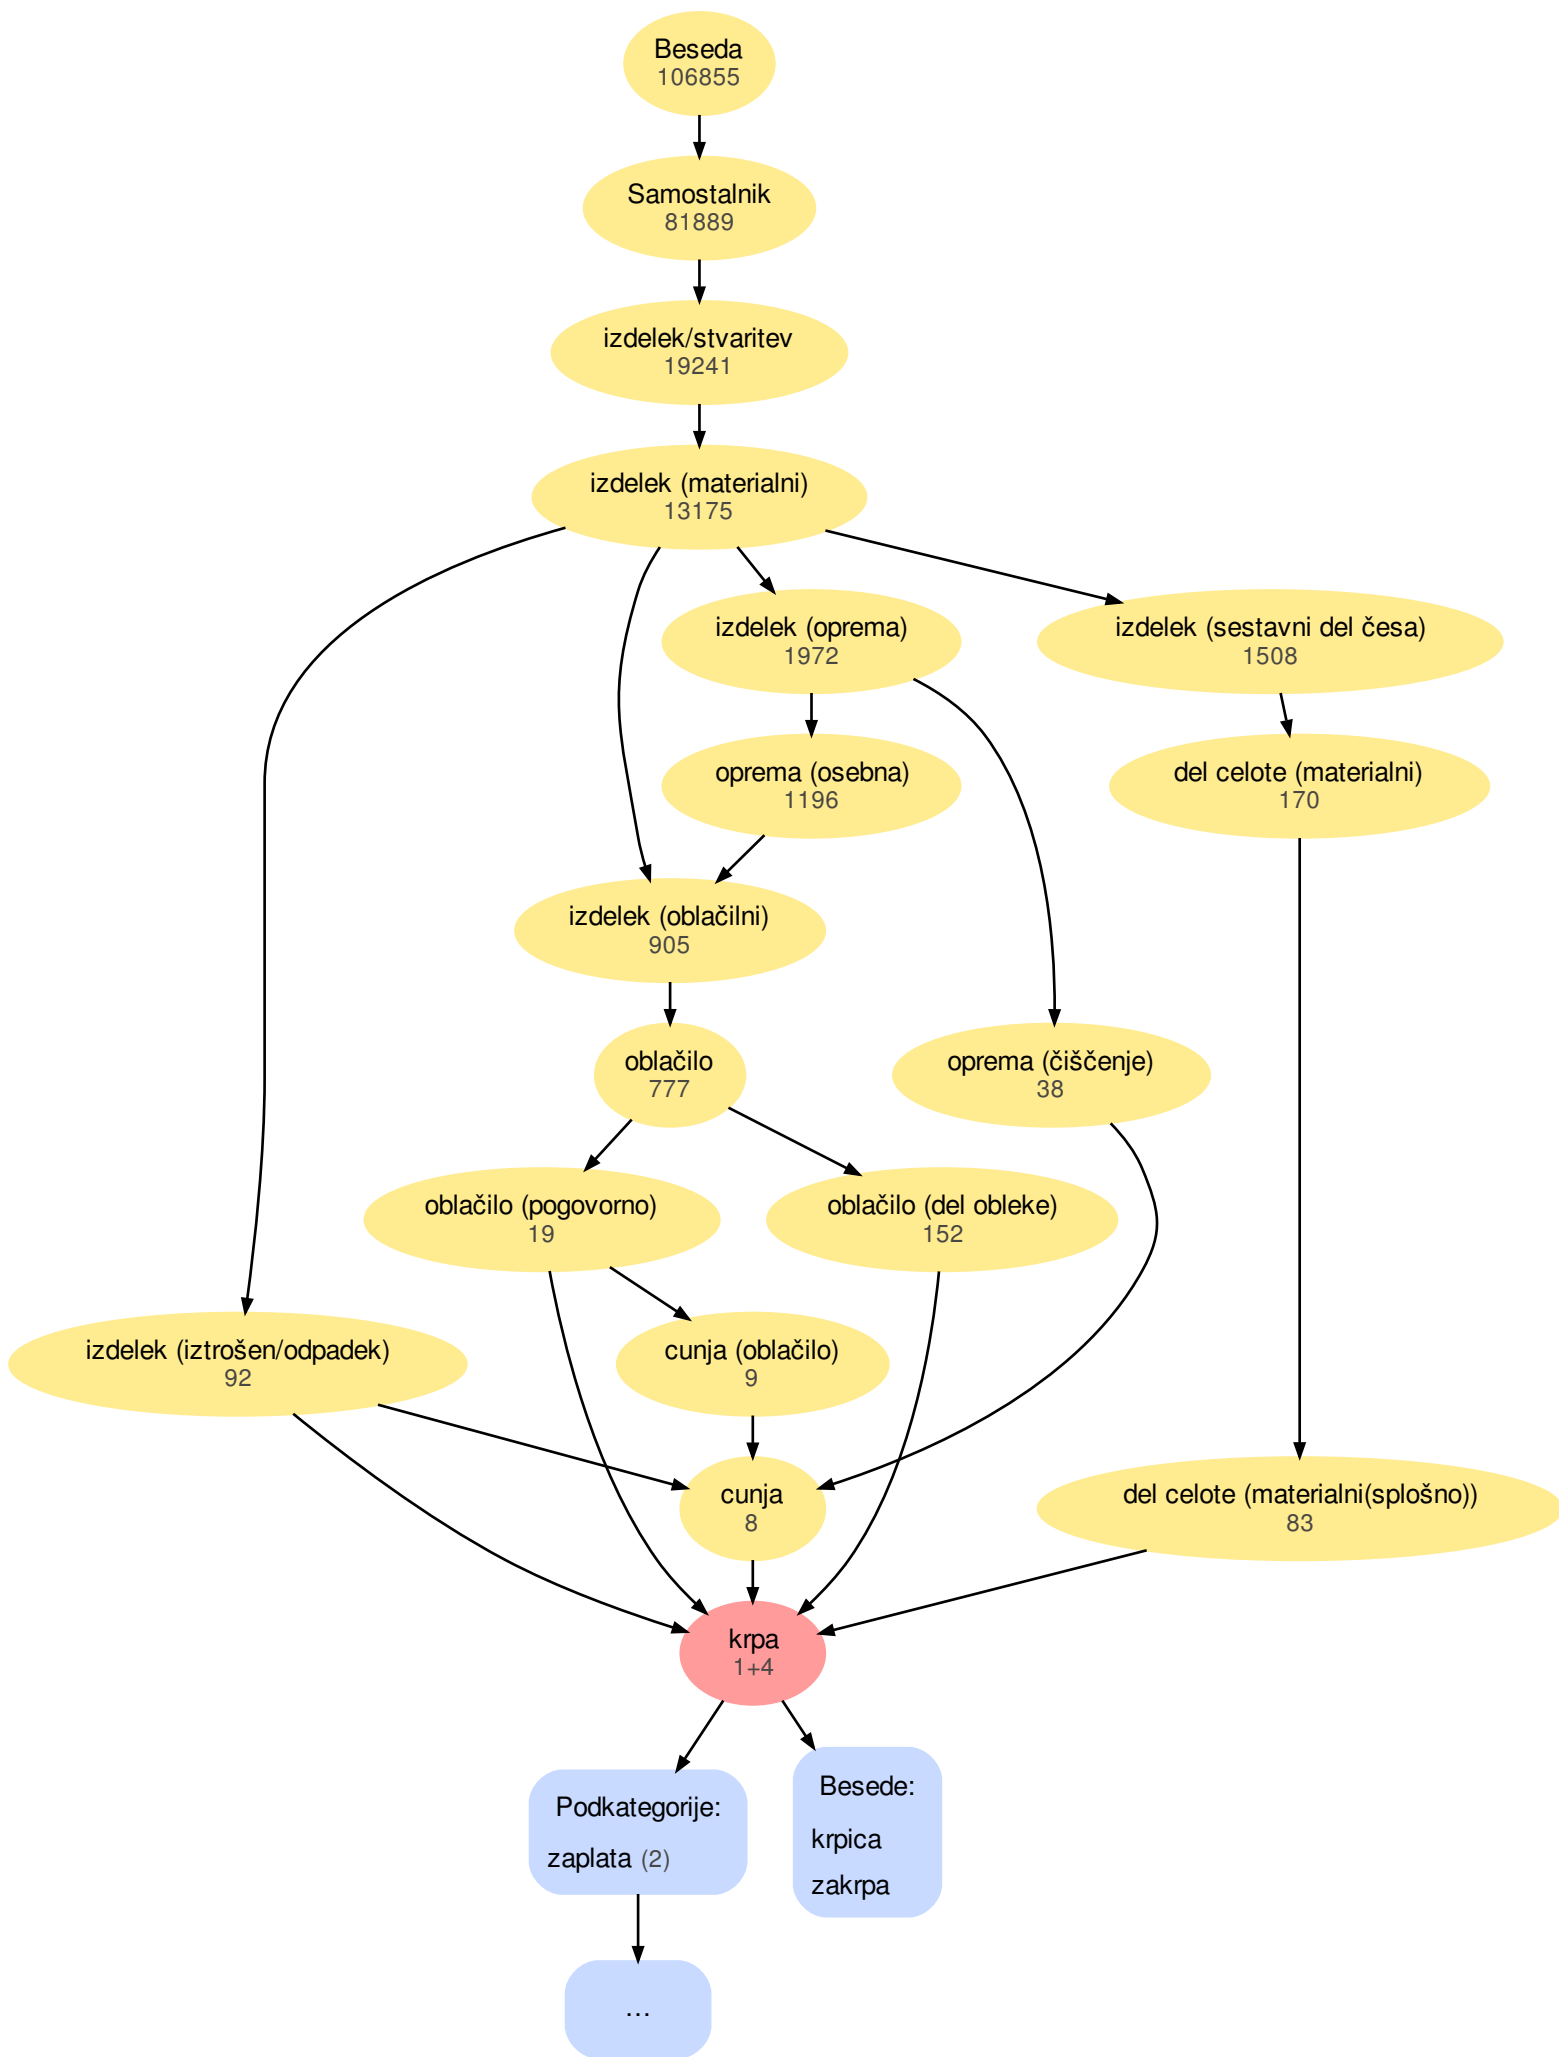 Beseda
106855
Samostalnik
81889
izdelek/stvaritev
19241
izdelek (materialni)
13175
izdelek (oprema)
1972
izdelek (sestavni del česa)
1508
oprema (osebna)
1196
del celote (materialni)
170
izdelek (oblačilni)
905
oblačilo
777
oprema (čiščenje)
38
oblačilo (pogovorno)
19
oblačilo (del obleke)
152
izdelek (iztrošen/odpadek)
92
cunja (oblačilo)
9
cunja
8
del celote (materialni(splošno))
83
krpa
1+4
Podkategorije:
zaplata (2)
Besede:
krpica
zakrpa
...